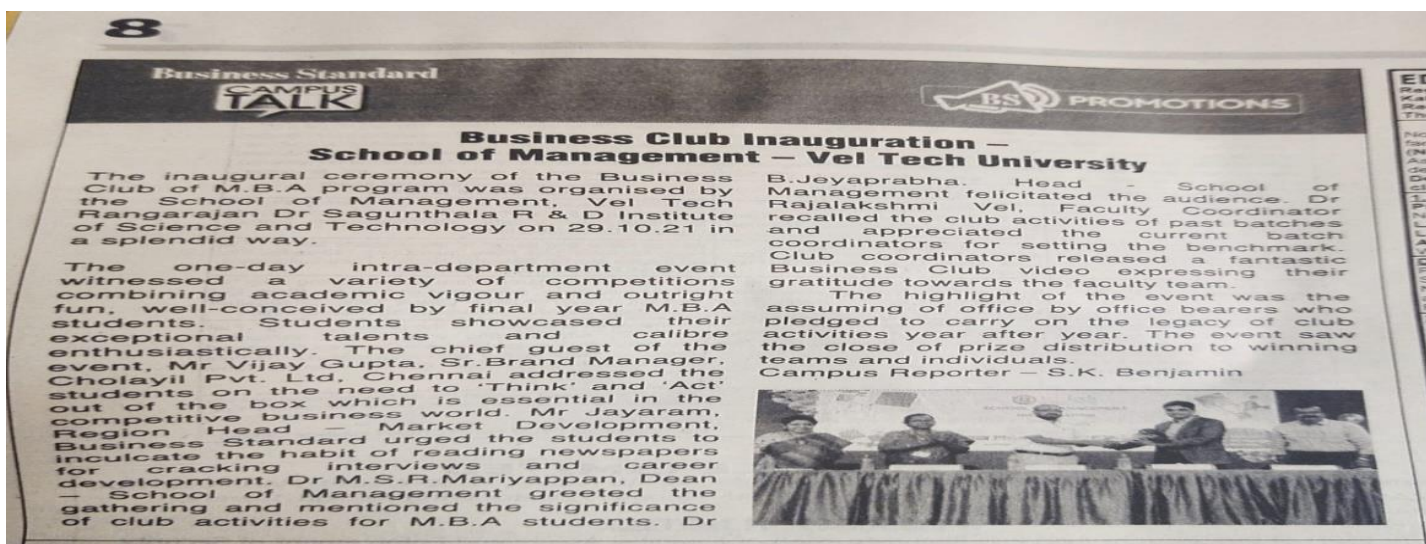 8
Business Standard
CAMPUS
TALK
BS PROMOTIONS
Business Club Inauguration –
School of Management – Vel Tech University
The inaugural ceremony of the Business
Club of M.B.A program was organised by
the School of Management, Vel Tech
Rangarajan Dr Sagunthala R & D Institute
of Science and Technology on 29.10.21 in
a splendid way.
The one-day intra-department event
witnessed a variety of competitions
combining academic vigour and outright
fun, well-conceived by final year M.B.A
students. Students showcased their
exceptional talents and calibre
enthusiastically. The chief guest of the
event, Mr Vijay Gupta, Sr.Brand Manager,
Cholayil Pvt. Ltd, Chennai addressed the
students on the need to 'Think' and 'Act'
out of the box which is essential in the
competitive business world. Mr Jayaram,
Region Head – Market Development,
Business Standard urged the students to
inculcate the habit of reading newspapers
for cracking interviews and career
development. Dr M.S.R.Mariyappan, Dean
– School of Management greeted the
gathering and mentioned the significance
of club activities for M.B.A students. Dr
B.Jeyaprabha. Head - School of
Management felicitated the audience. Dr
Rajalakshmi Vel, Faculty Coordinator
recalled the club activities of past batches
and appreciated the current batch
coordinators for setting the benchmark.
Club coordinators released a fantastic
Business Club video expressing their
gratitude towards the faculty team.
The highlight of the event was the
assuming of office by office bearers who
pledged to carry on the legacy of club
activities year after year. The event saw
the close of prize distribution to winning
teams and individuals.
Campus Reporter – S.K. Benjamin